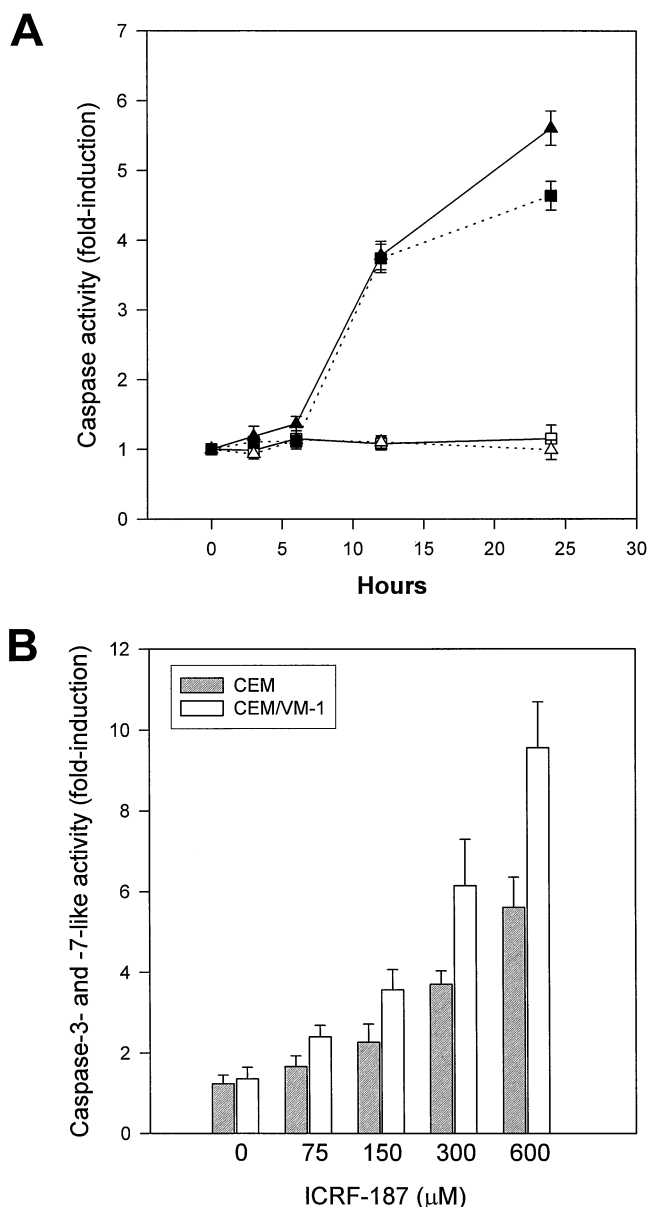 A
Caspase activity (fold-induction)
7
6
5
4
3
2
1
0
0 5 10 15 20 25 30
Hours
B
Caspase-3- and -7-like activity (fold-induction)
12
10
8
6
4
2
0
CEM
CEM/VM-1
0 75 150 300 600
ICRF-187 (μM)